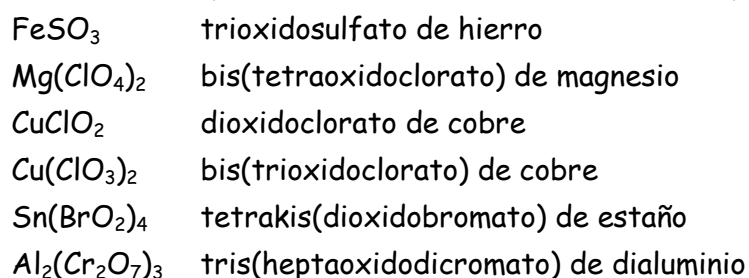 FeSO₃ trioxidosulfato de hierro
Mg(ClO₄)₂ bis(tetraoxidoclorato) de magnesio
CuClO₂ dioxidoclorato de cobre
Cu(ClO₃)₂ bis(trioxidoclorato) de cobre
Sn(BrO₂)₄ tetrakis(dioxidobromato) de estaño
Al₂(Cr₂O₇)₃ tris(heptaoxidodicromato) de dialuminio